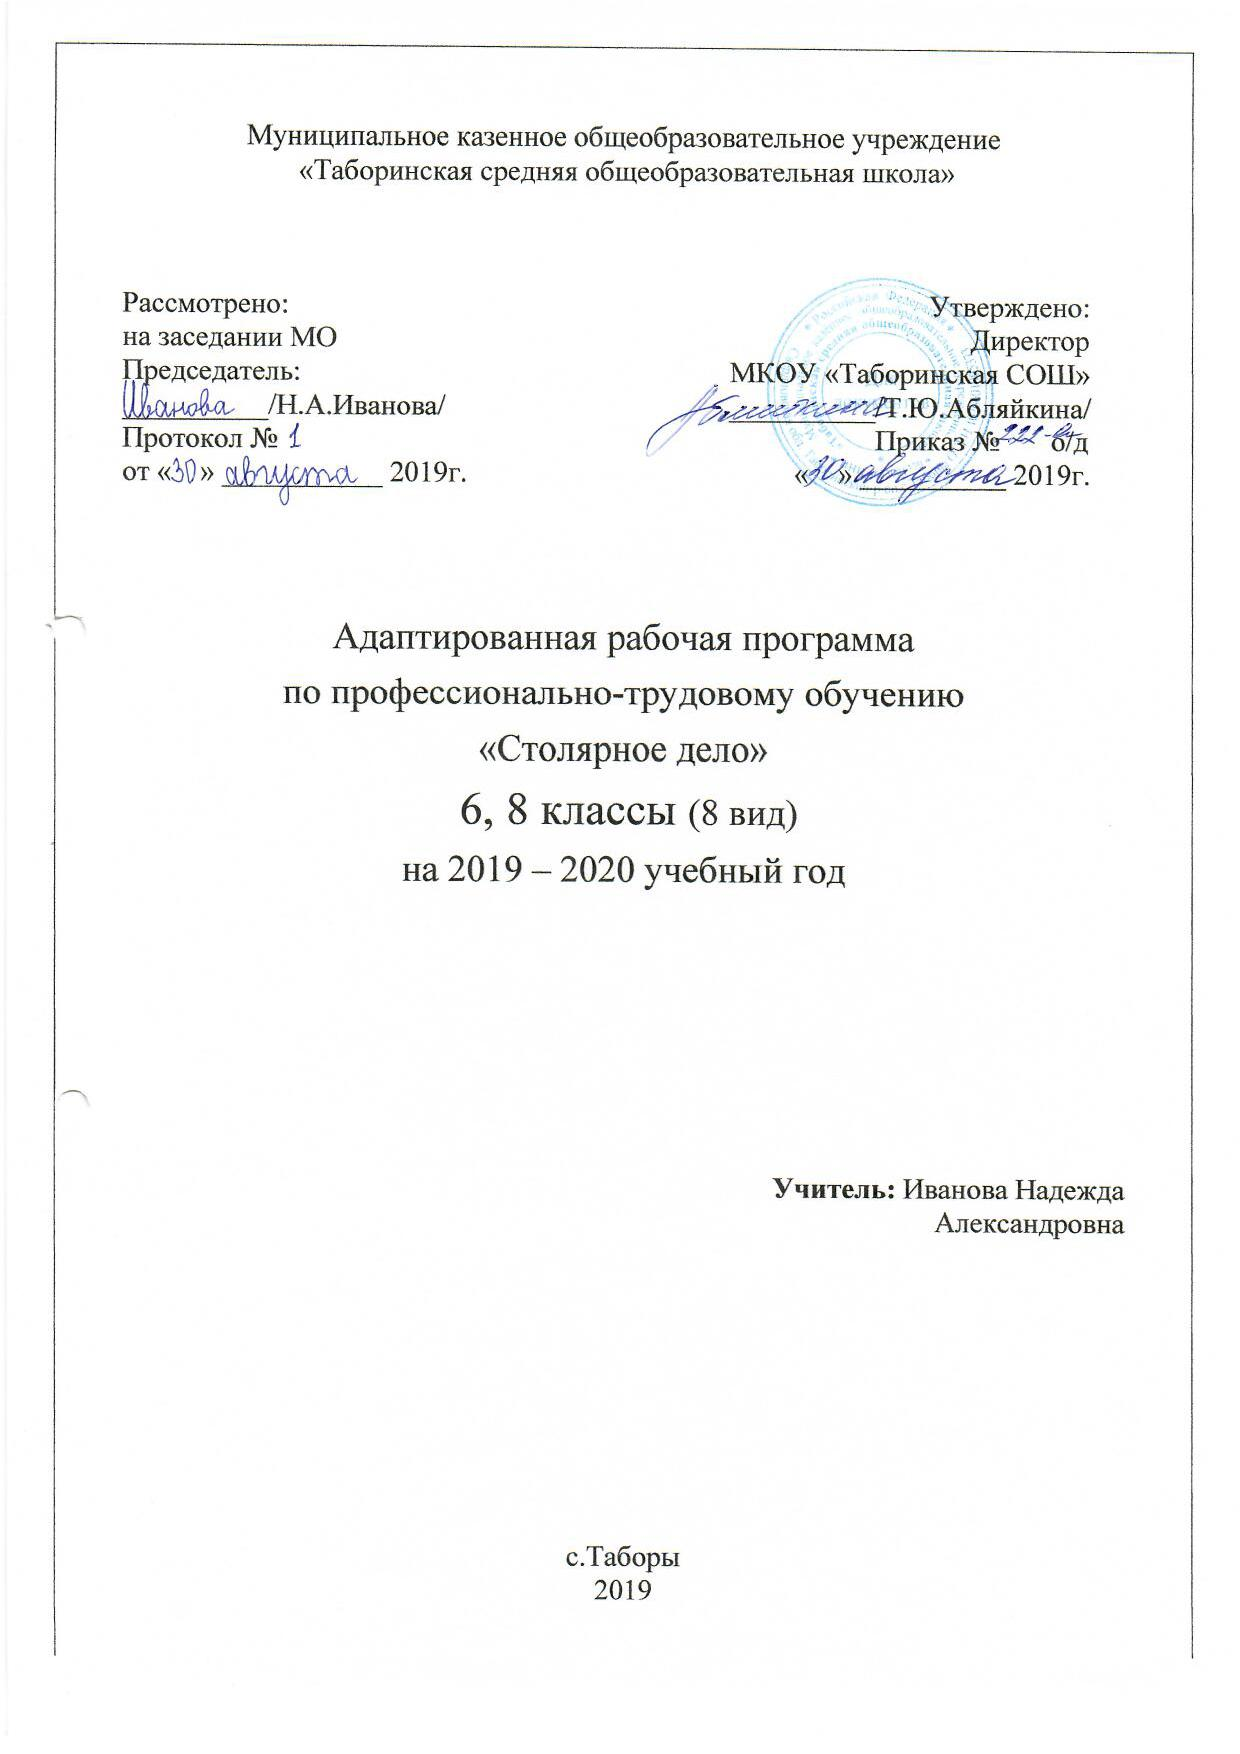 Муниципальное казенное общеобразовательное учреждение
«Таборинская средняя общеобразовательная школа»
Рассмотрено:
на заседании МО
Председатель:
Иванова /Н.А.Иванова/
Протокол № 1
от «30» августа 2019г.
Утверждено:
Директор
МКОУ «Таборинская СОШ»
/Т.Ю.Абляйкина/
Приказ № 222- о/д
«30» августа 2019г.
Адаптированная рабочая программа
по профессионально-трудовому обучению
«Столярное дело»
6, 8 классы (8 вид)
на 2019 – 2020 учебный год
Учитель: Иванова Надежда
Александровна
с.Таборы
2019